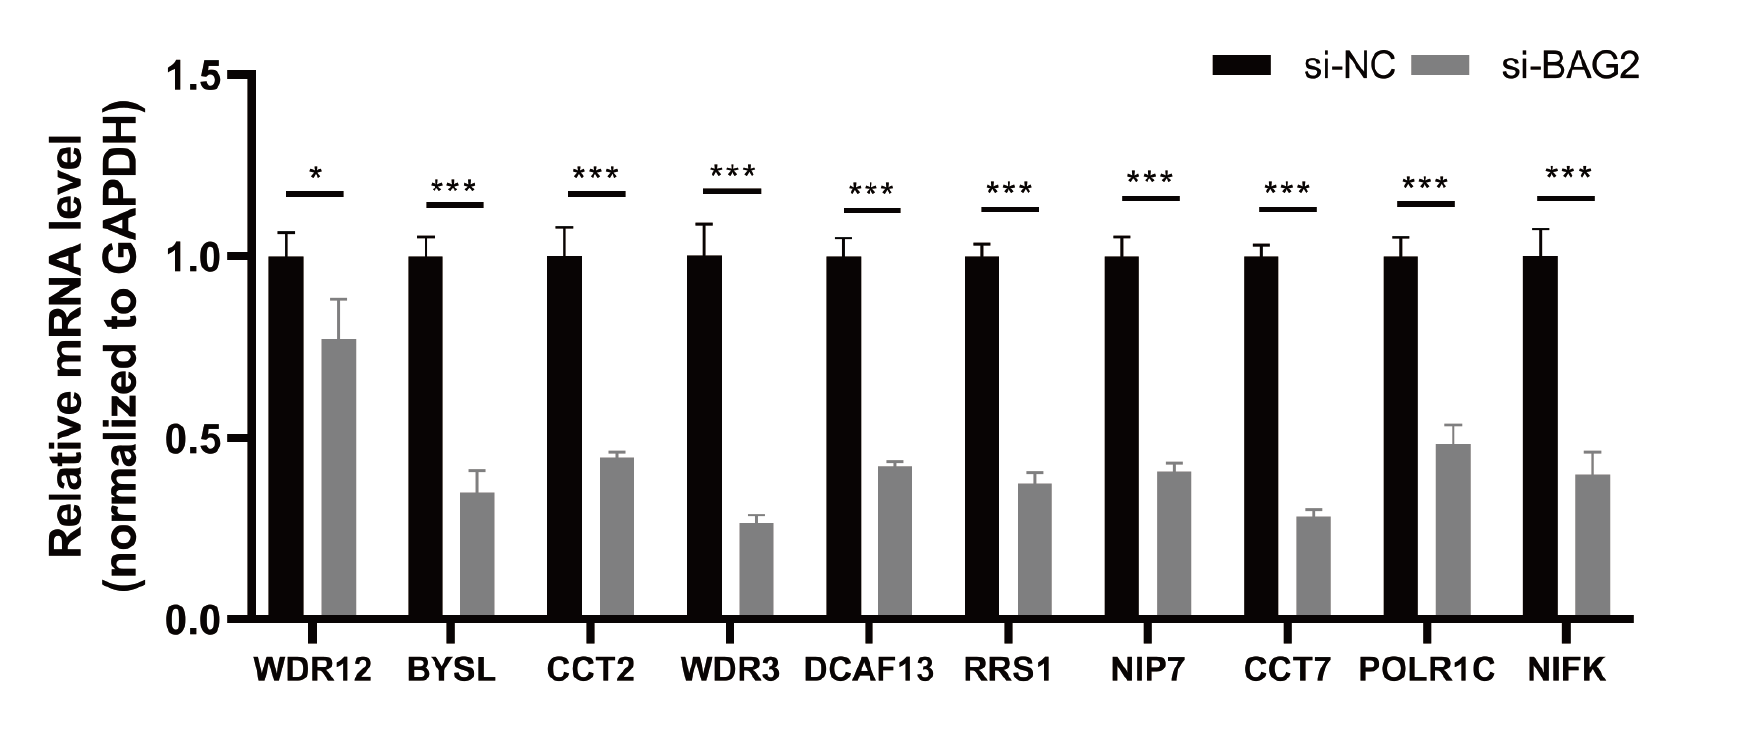 si-NC si-BAG2
Relative mRNA level
(normalized to GAPDH)
1.5
1.0
0.5
0.0
* *** *** *** *** *** *** *** *** ***
WDR12 BYSL CCT2 WDR3 DCAF13 RRS1 NIP7 CCT7 POLR1C NIFK